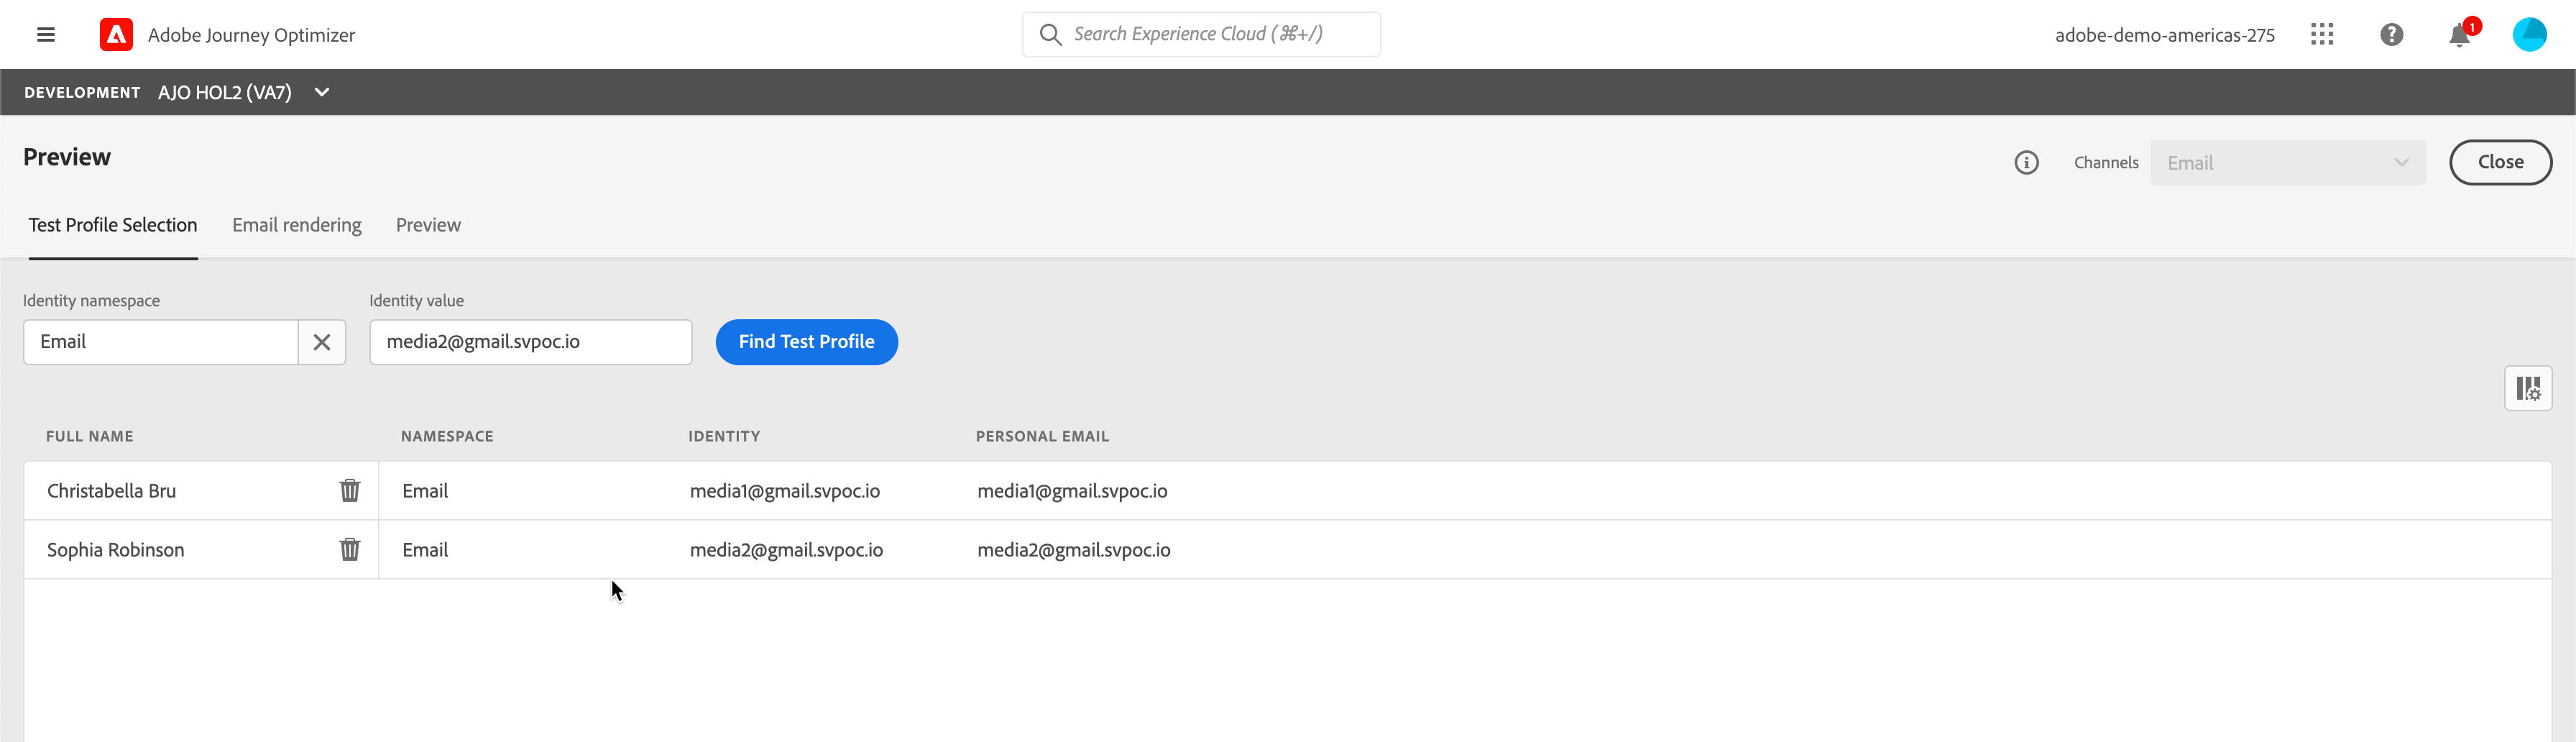 Adobe Journey Optimizer
Search Experience Cloud (⌘+/)
adobe-demo-americas-275
1
DEVELOPMENT AJO HOL2 (VA7)
Preview
Channels
Email
Close
Test Profile Selection
Email rendering
Preview
Identity namespace
Identity value
Email
media2@gmail.svpoc.io
Find Test Profile
FULL NAME NAMESPACE IDENTITY PERSONAL EMAIL
Christabella Bru Email media1@gmail.svpoc.io media1@gmail.svpoc.io
Sophia Robinson Email media2@gmail.svpoc.io media2@gmail.svpoc.io